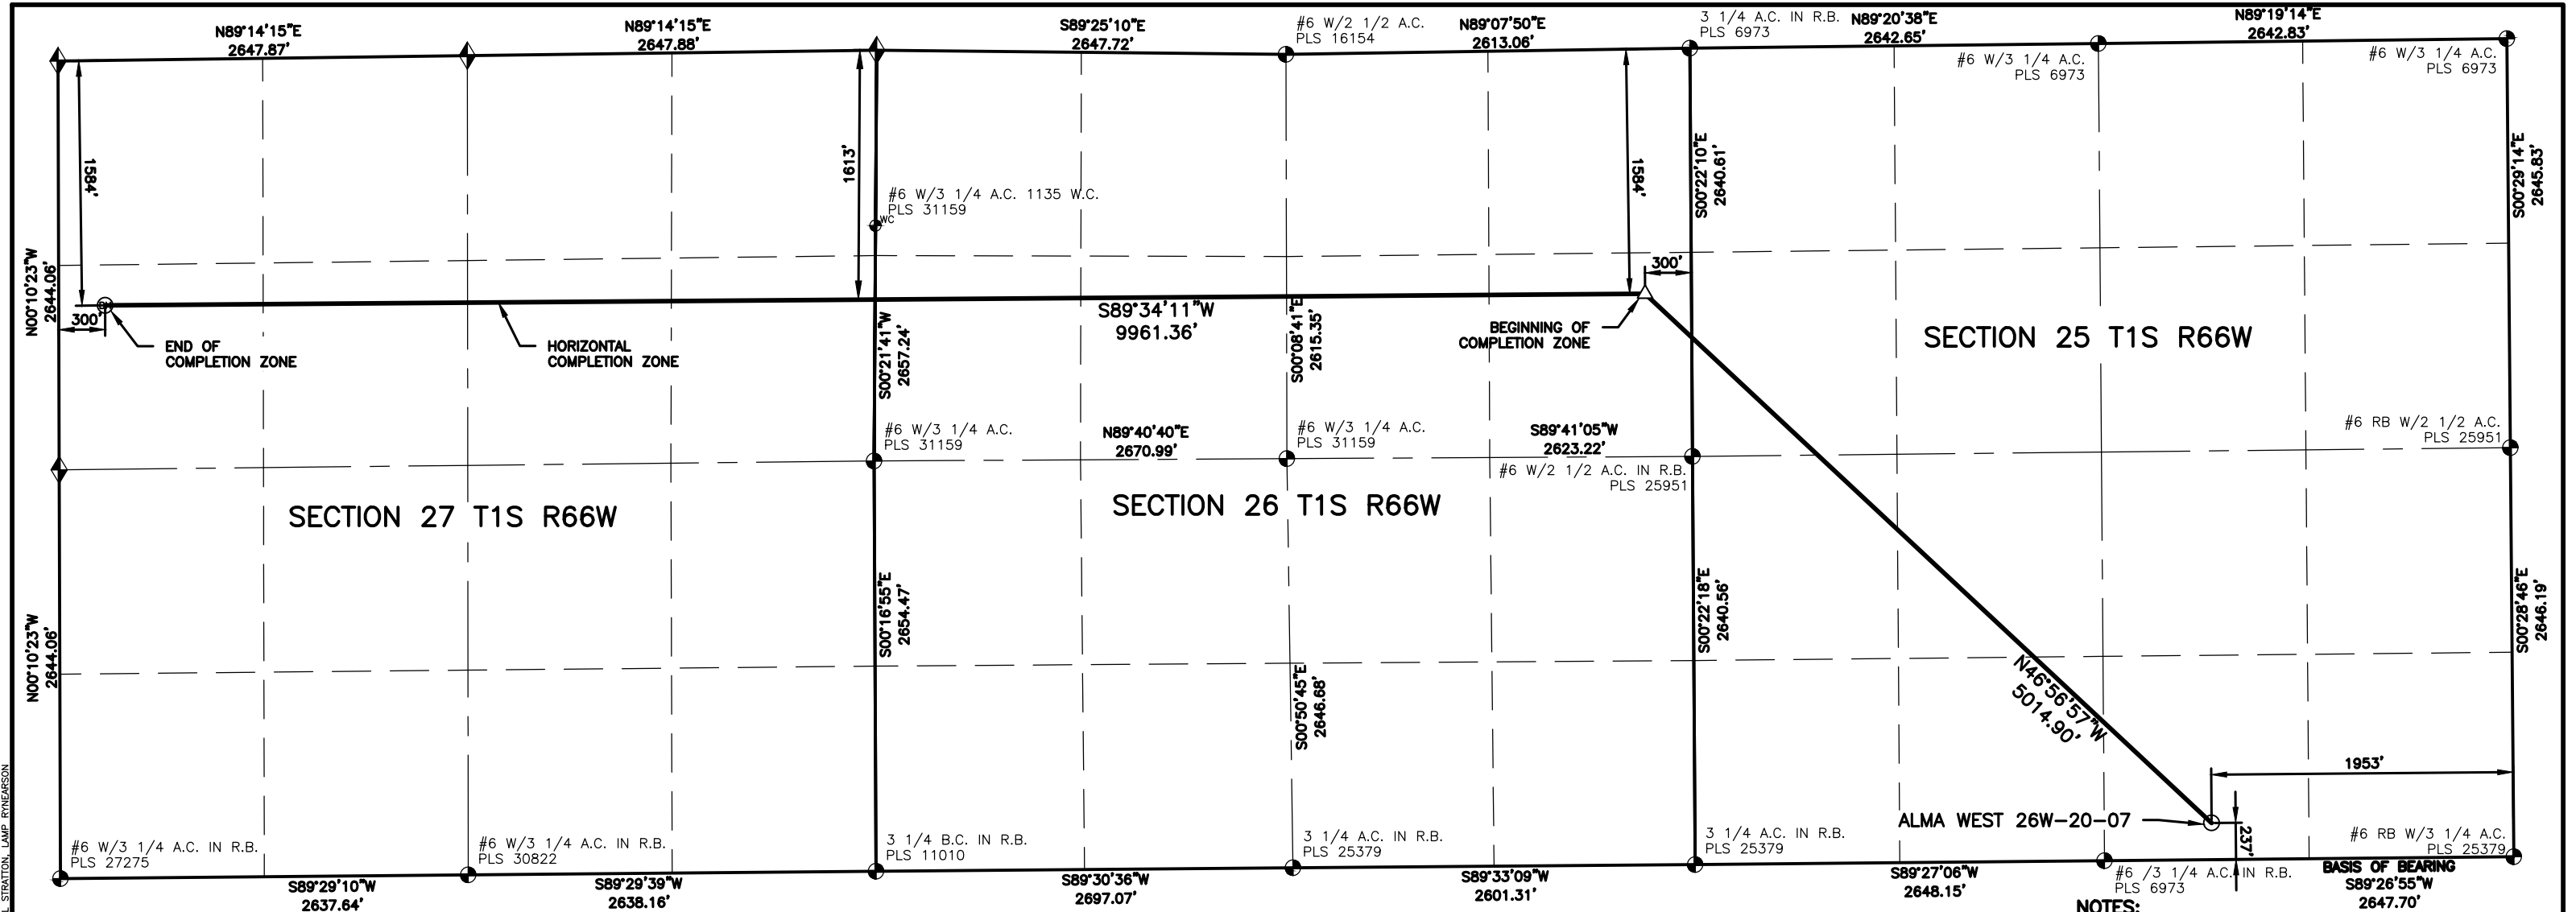 N89°14'15"E
2647.87'
N89°14'15"E
2647.88'
S89°25'10"E
2647.72'
#6 W/2 1/2 A.C.
PLS 16154
N89°07'50"E
2613.06'
3 1/4 A.C. IN R.B.
PLS 6973
N89°20'38"E
2642.65'
#6 W/3 1/4 A.C.
PLS 6973
N89°19'14"E
2642.83'
#6 W/3 1/4 A.C.
PLS 6973
1584'
1613'
1584'
#6 W/3 1/4 A.C. 1135 W.C.
PLS 31159
WC
S00°22'10"E
2640.61'
S00°29'14"E
2645.83'
N00°10'23"W
2644.06'
300'
300'
END OF
COMPLETION ZONE
HORIZONTAL
COMPLETION ZONE
S00°21'41"W
2657.24'
S89°34'11"W
9961.36'
S00°08'41"E
2615.35'
BEGINNING OF
COMPLETION ZONE
SECTION 25 T1S R66W
#6 W/3 1/4 A.C.
PLS 31159
N89°40'40"E
2670.99'
#6 W/3 1/4 A.C.
PLS 31159
S89°41'05"W
2623.22'
#6 W/2 1/2 A.C. IN R.B.
PLS 25951
#6 RB W/2 1/2 A.C.
PLS 25951
SECTION 27 T1S R66W
SECTION 26 T1S R66W
N00°10'23"W
2644.06'
S00°16'55"E
2654.47'
S00°50'45"E
2646.68'
S00°22'18"E
2640.56'
N46°56'57"W
5014.90'
S00°28'46"E
2646.19'
1953'
ALMA WEST 26W-20-07
237'
#6 W/3 1/4 A.C. IN R.B.
PLS 27275
#6 W/3 1/4 A.C. IN R.B.
PLS 30822
3 1/4 B.C. IN R.B.
PLS 11010
3 1/4 A.C. IN R.B.
PLS 25379
3 1/4 A.C. IN R.B.
PLS 25379
#6 RB W/3 1/4 A.C.
PLS 25379
#6 /3 1/4 A.C. IN R.B.
PLS 6973
BASIS OF BEARING
S89°26'55"W
2647.70'
S89°29'10"W
2637.64'
S89°29'39"W
2638.16'
S89°30'36"W
2697.07'
S89°33'09"W
2601.31'
S89°27'06"W
2648.15'
NOTES:
L STRATTON, LAMP RYNEARSON